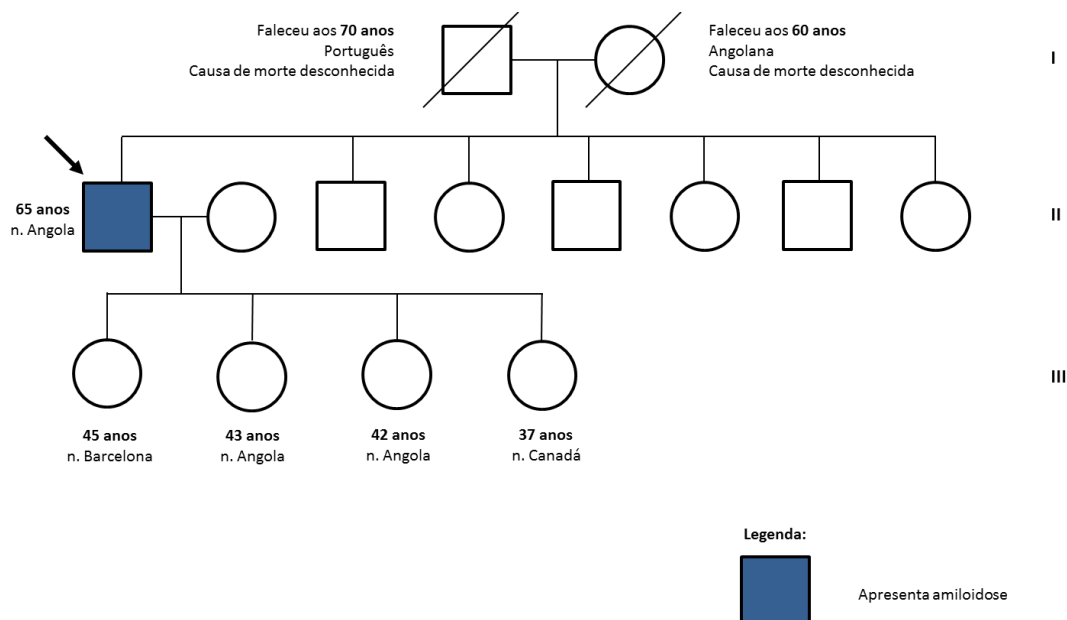 Faleceu aos 70 anos
Português
Causa de morte desconhecida
Faleceu aos 60 anos
Angolana
Causa de morte desconhecida
I
65 anos
n. Angola
II
III
45 anos
n. Barcelona
43 anos
n. Angola
42 anos
n. Angola
37 anos
n. Canadá
Legenda:
Apresenta amiloidose